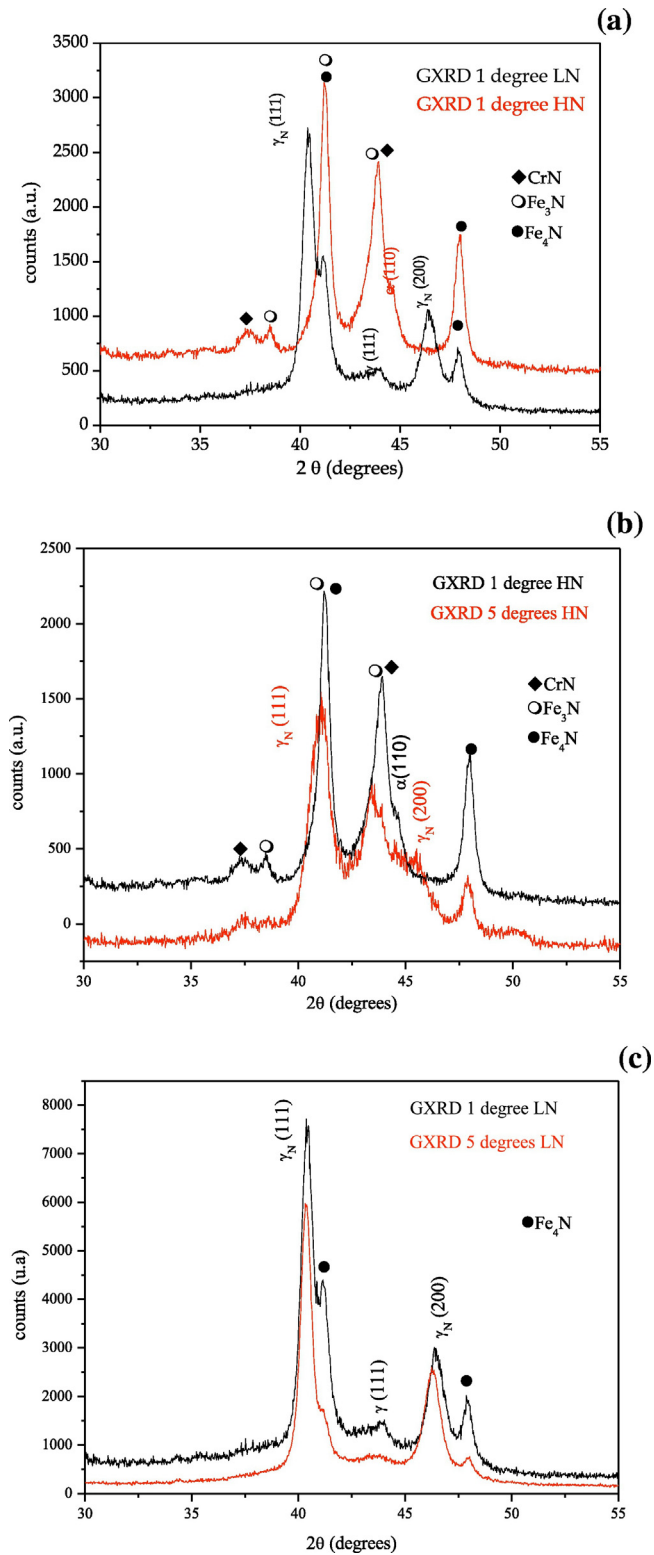 (a)
3500
3000
2500
2000
1500
1000
500
0
counts (a.u.)
GXRD 1 degree LN
GXRD 1 degree HN
◆CrN
Fe3N
●Fe4N
γN (111)
γ (111)
α (110)
γN (200)
30 35 40 45 50 55
2 θ (degrees)
(b)
2500
2000
1500
1000
500
0
counts (a.u.)
GXRD 1 degree HN
GXRD 5 degrees HN
◆CrN
Fe3N
●Fe4N
γN (111)
α(110)
γN (200)
30 35 40 45 50 55
2θ (degrees)
(c)
8000
7000
6000
5000
4000
3000
2000
1000
0
counts (u.a)
GXRD 1 degree LN
GXRD 5 degrees LN
●Fe4N
γN (111)
γ (111)
γN (200)
30 35 40 45 50 55
2θ (degrees)